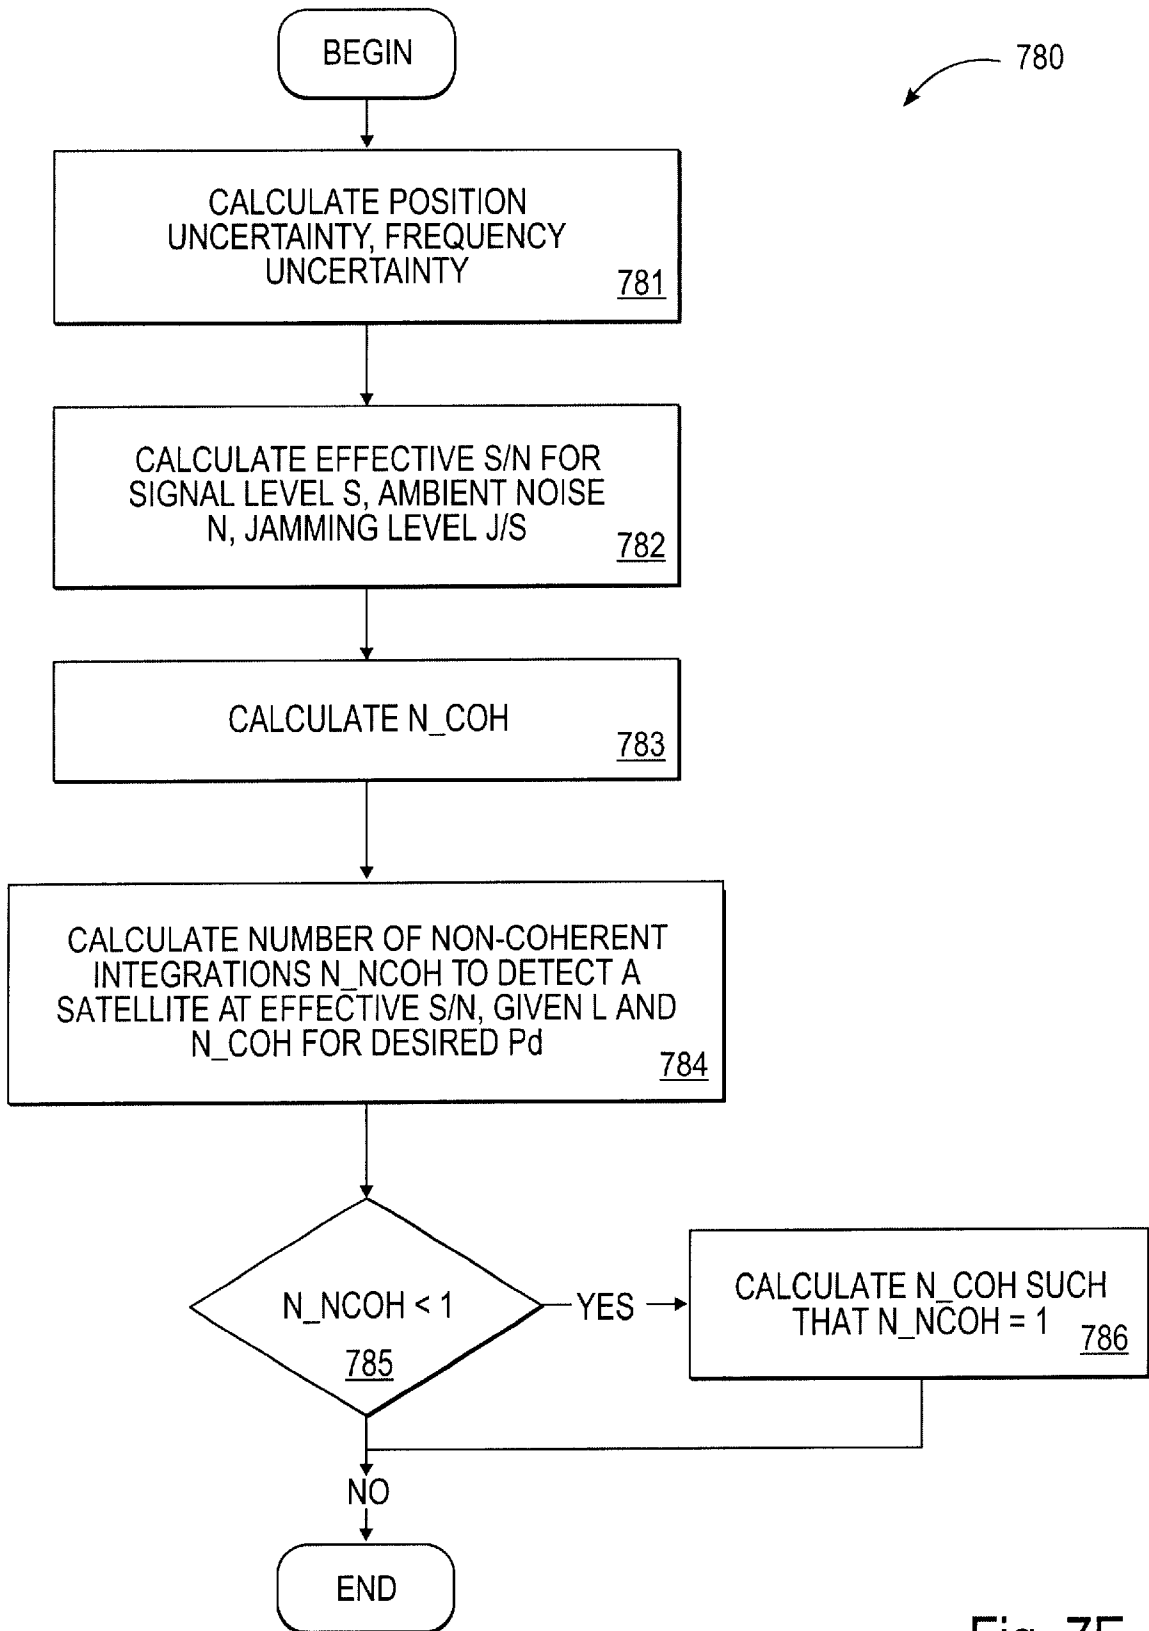 BEGIN
780
CALCULATE POSITION
UNCERTAINTY, FREQUENCY
UNCERTAINTY
781
CALCULATE EFFECTIVE S/N FOR
SIGNAL LEVEL S, AMBIENT NOISE
N, JAMMING LEVEL J/S
782
CALCULATE N_COH
783
CALCULATE NUMBER OF NON-COHERENT
INTEGRATIONS N_NCOH TO DETECT A
SATELLITE AT EFFECTIVE S/N, GIVEN L AND
N_COH FOR DESIRED Pd
784
N_NCOH < 1
785
YES
CALCULATE N_COH SUCH
THAT N_NCOH = 1
786
NO
END